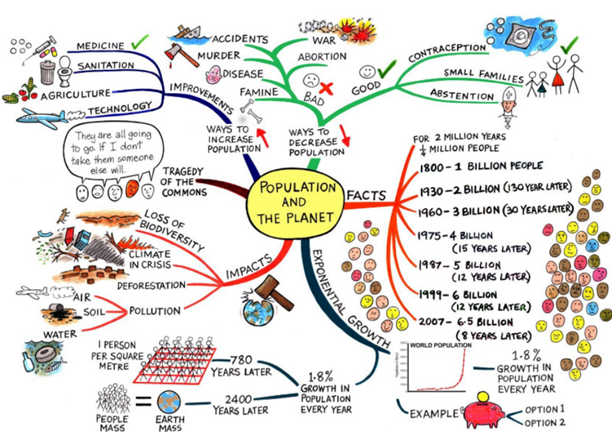 POPULATION
AND
THE PLANET
WAYS TO
INCREASE
POPULATION
IMPROVEMENTS
MEDICINE
SANITATION
AGRICULTURE
TECHNOLOGY
WAYS TO
DECREASE
POPULATION
BAD
ACCIDENTS
MURDER
DISEASE
FAMINE
WAR
ABORTION
GOOD
CONTRACEPTION
SMALL FAMILIES
ABSTENTION
FACTS
FOR 2 MILLION YEARS
¼ MILLION PEOPLE
1800 - 1 BILLION PEOPLE
1930 - 2 BILLION (130 YEAR LATER)
1960 - 3 BILLION (30 YEARS LATER)
1975 - 4 BILLION
(15 YEARS LATER)
1987 - 5 BILLION
(12 YEARS LATER)
1999 - 6 BILLION
(12 YEARS LATER)
2007 - 6.5 BILLION
(8 YEARS LATER)
EXPONENTIAL GROWTH
WORLD POPULATION
1.8%
GROWTH IN
POPULATION
EVERY YEAR
EXAMPLE
OPTION 1
OPTION 2
1.8%
GROWTH IN
POPULATION
EVERY YEAR
780
YEARS LATER
1 PERSON
PER SQUARE
METRE
2400
YEARS LATER
PEOPLE
MASS
=
EARTH
MASS
IMPACTS
LOSS OF
BIODIVERSITY
CLIMATE
IN CRISIS
DEFORESTATION
POLLUTION
AIR
SOIL
WATER
TRAGEDY
OF THE
COMMONS
They are all going
to go. If I don't
take them someone
else will.